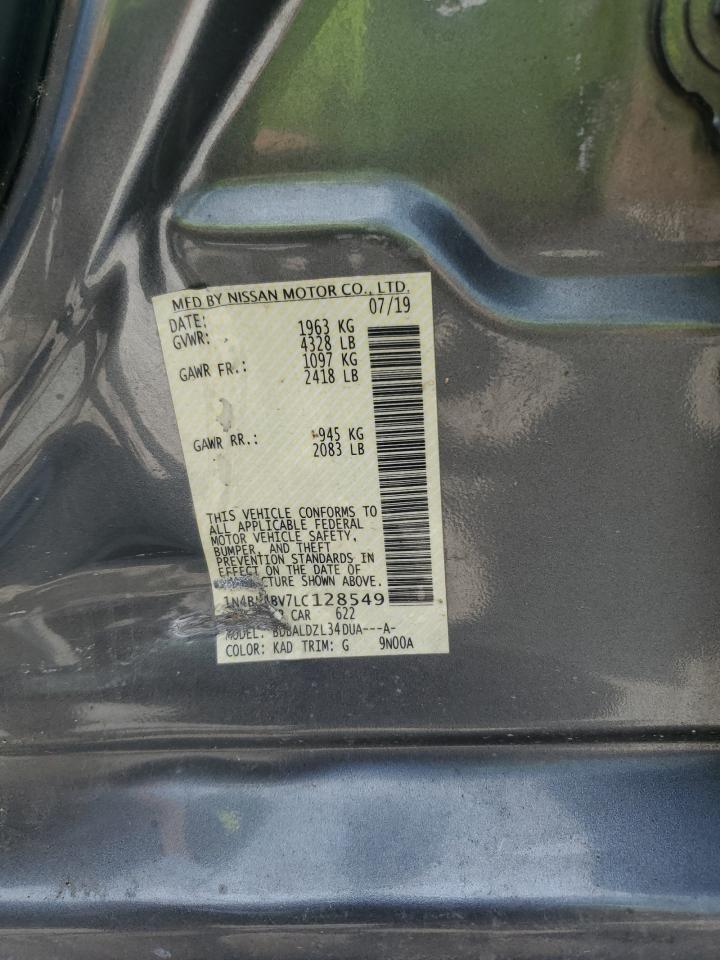 MFD BY NISSAN MOTOR CO., LTD.
DATE: 07/19
GVWR: 1963 KG
4328 LB
GAWR FR.: 1097 KG
2418 LB
GAWR RR.: 945 KG
2083 LB
THIS VEHICLE CONFORMS TO
ALL APPLICABLE FEDERAL
MOTOR VEHICLE SAFETY,
BUMPER, AND THEFT
PREVENTION STANDARDS IN
EFFECT ON THE DATE OF
SHOWN ABOVE.
CAR 622
MODEL:
COLOR: KAD TRIM: G 9N00A